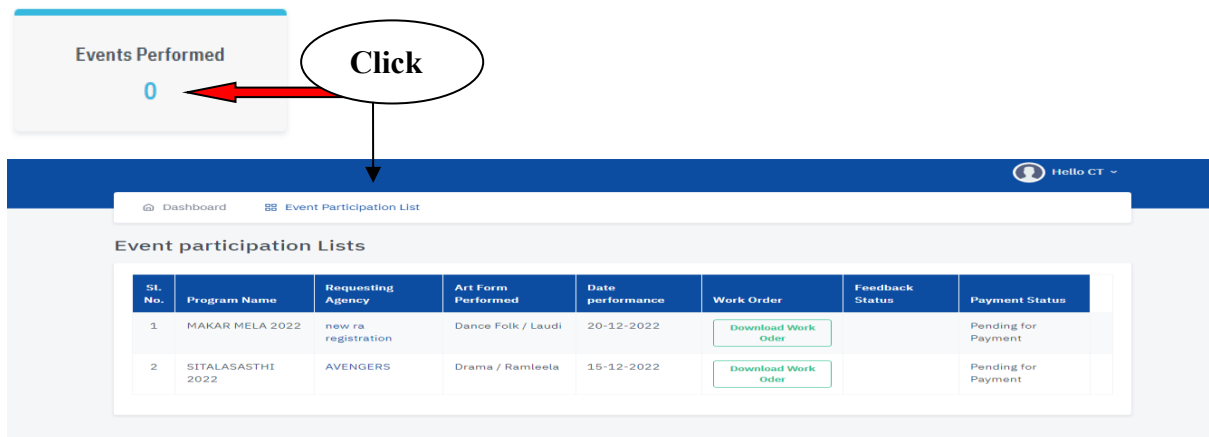 Events Performed
0
Click
Hello CT
Dashboard Event Participation List
Event participation Lists
St. No. Program Name Requesting Agency Art Form Performed Date performance Work Order Feedback Status Payment Status
1 MAKAR MELA 2022 new ra registration Dance Folk / Laudi 20-12-2022 Download Work Oder Pending for Payment
2 SITALASASTHI 2022 AVENGERS Drama / Ramleela 15-12-2022 Download Work Oder Pending for Payment